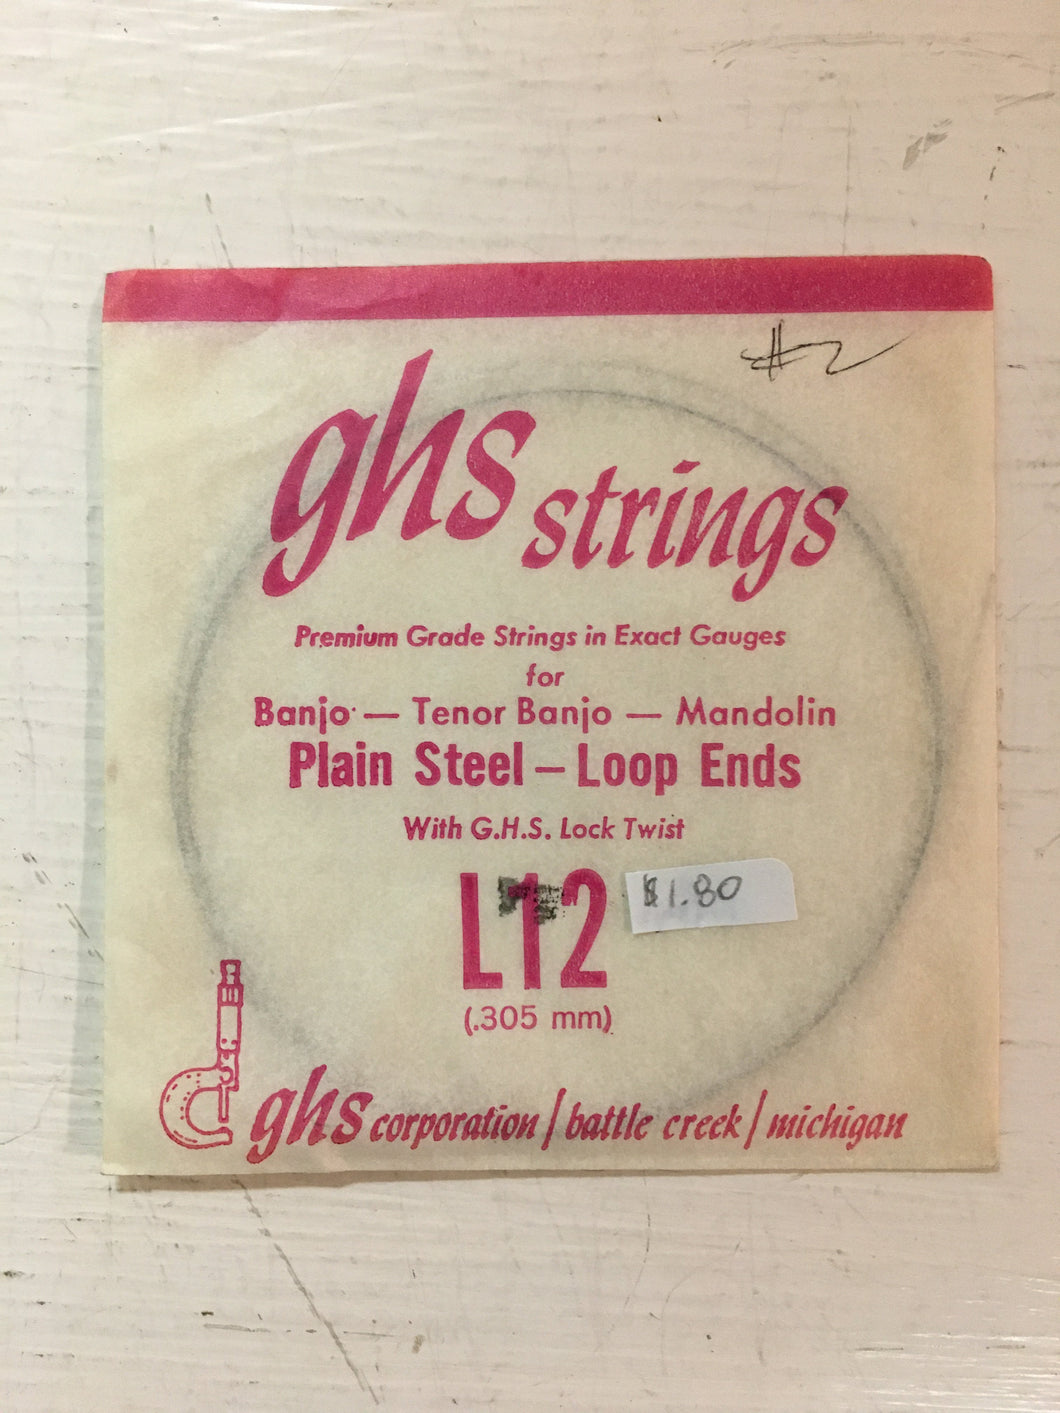 #2
ghs strings
Premium Grade Strings in Exact Gauges
for
Banjo — Tenor Banjo — Mandolin
Plain Steel – Loop Ends
With G.H.S. Lock Twist
L12
$1.80
(.305 mm)
ghs corporation / battle creek / michigan